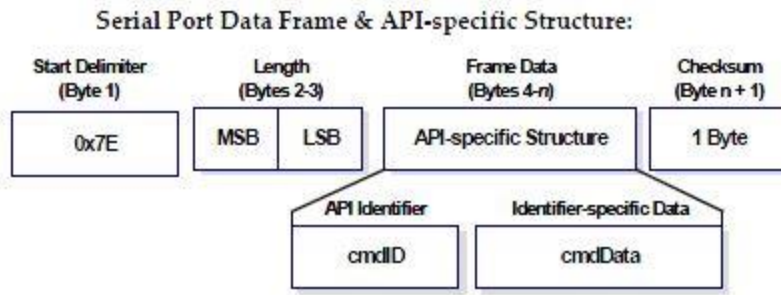 Serial Port Data Frame & API-specific Structure:
Start Delimiter
(Byte 1)
Length
(Bytes 2-3)
Frame Data
(Bytes 4-n)
Checksum
(Byte n + 1)
0x7E
MSB
LSB
API-specific Structure
1 Byte
API Identifier
Identifier-specific Data
cmdID
cmdData